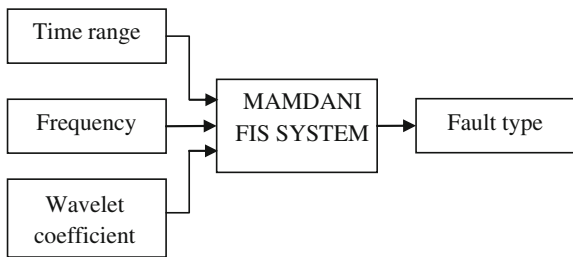 Time range
Frequency
Wavelet
coefficient
MAMDANI
FIS SYSTEM
Fault type